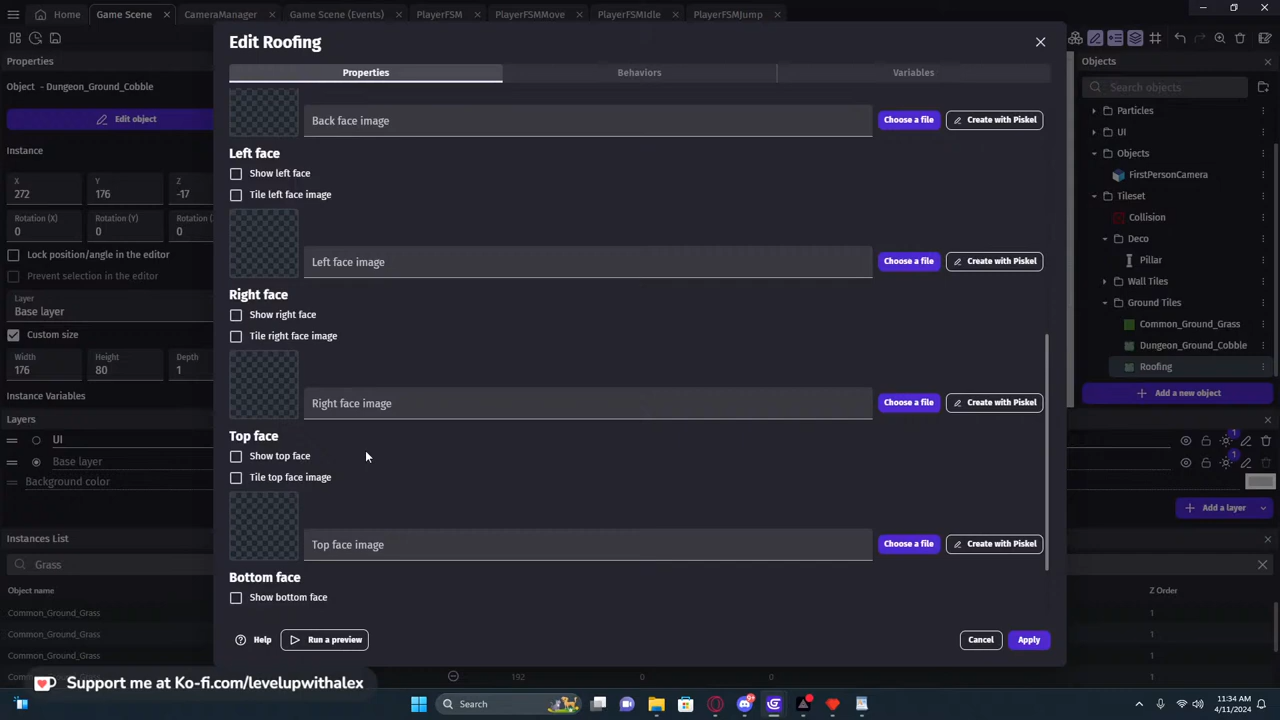 Home
Game Scene
CameraManager
Game Scene (Events)
PlayerFSM
PlayerFSMMove
PlayerFSMIdle
PlayerFSMJump
Properties
Object - Dungeon_Ground_Cobble
Edit object
Instance
X
272
Y
176
Z
-17
Rotation (X)
0
Rotation (Y)
0
Rotation (
0
Lock position/angle in the editor
Prevent selection in the editor
Layer
Base layer
Custom size
Width
176
Height
80
Depth
1
Instance Variables
Layers
UI
Base layer
Background color
Instances List
Grass
Object name
Common_Ground_Grass
Common_Ground_Grass
Common_Ground_Grass
Edit Roofing
Properties
Behaviors
Variables
Back face image
Choose a file
Create with Piskel
Left face
Show left face
Tile left face image
Left face image
Choose a file
Create with Piskel
Right face
Show right face
Tile right face image
Right face image
Choose a file
Create with Piskel
Top face
Show top face
Tile top face image
Top face image
Choose a file
Create with Piskel
Bottom face
Show bottom face
Help
Run a preview
Cancel
Apply
192
0
0
Objects
Search objects
Particles
UI
Objects
FirstPersonCamera
Tileset
Collision
Deco
Pillar
Wall Tiles
Ground Tiles
Common_Ground_Grass
Dungeon_Ground_Cobble
Roofing
Add a new object
1
1
Add a layer
Z Order
1
1
1
1
Support me at Ko-fi.com/levelupwithalex
Search
9+
11:34 AM
4/11/2024